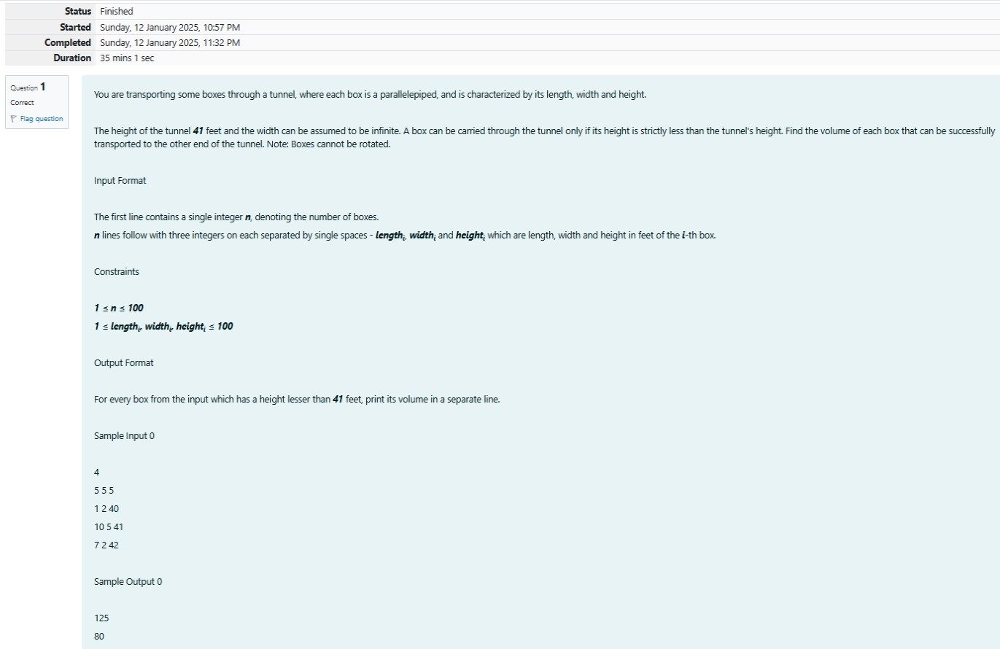 Status Finished
Started Sunday, 12 January 2025, 10:57 PM
Completed Sunday, 12 January 2025, 11:32 PM
Duration 35 mins 1 sec
Question 1
Correct
Flag question
You are transporting some boxes through a tunnel, where each box is a parallelepiped, and is characterized by its length, width and height.
The height of the tunnel 41 feet and the width can be assumed to be infinite. A box can be carried through the tunnel only if its height is strictly less than the tunnel's height. Find the volume of each box that can be successfully
transported to the other end of the tunnel. Note: Boxes cannot be rotated.
Input Format
The first line contains a single integer n, denoting the number of boxes.
n lines follow with three integers on each separated by single spaces - lengthᵢ, widthᵢ and heightᵢ which are length, width and height in feet of the i-th box.
Constraints
1 ≤ n ≤ 100
1 ≤ lengthᵢ, widthᵢ, heightᵢ ≤ 100
Output Format
For every box from the input which has a height lesser than 41 feet, print its volume in a separate line.
Sample Input 0
4
5 5 5
1 2 40
10 5 41
7 2 42
Sample Output 0
125
80